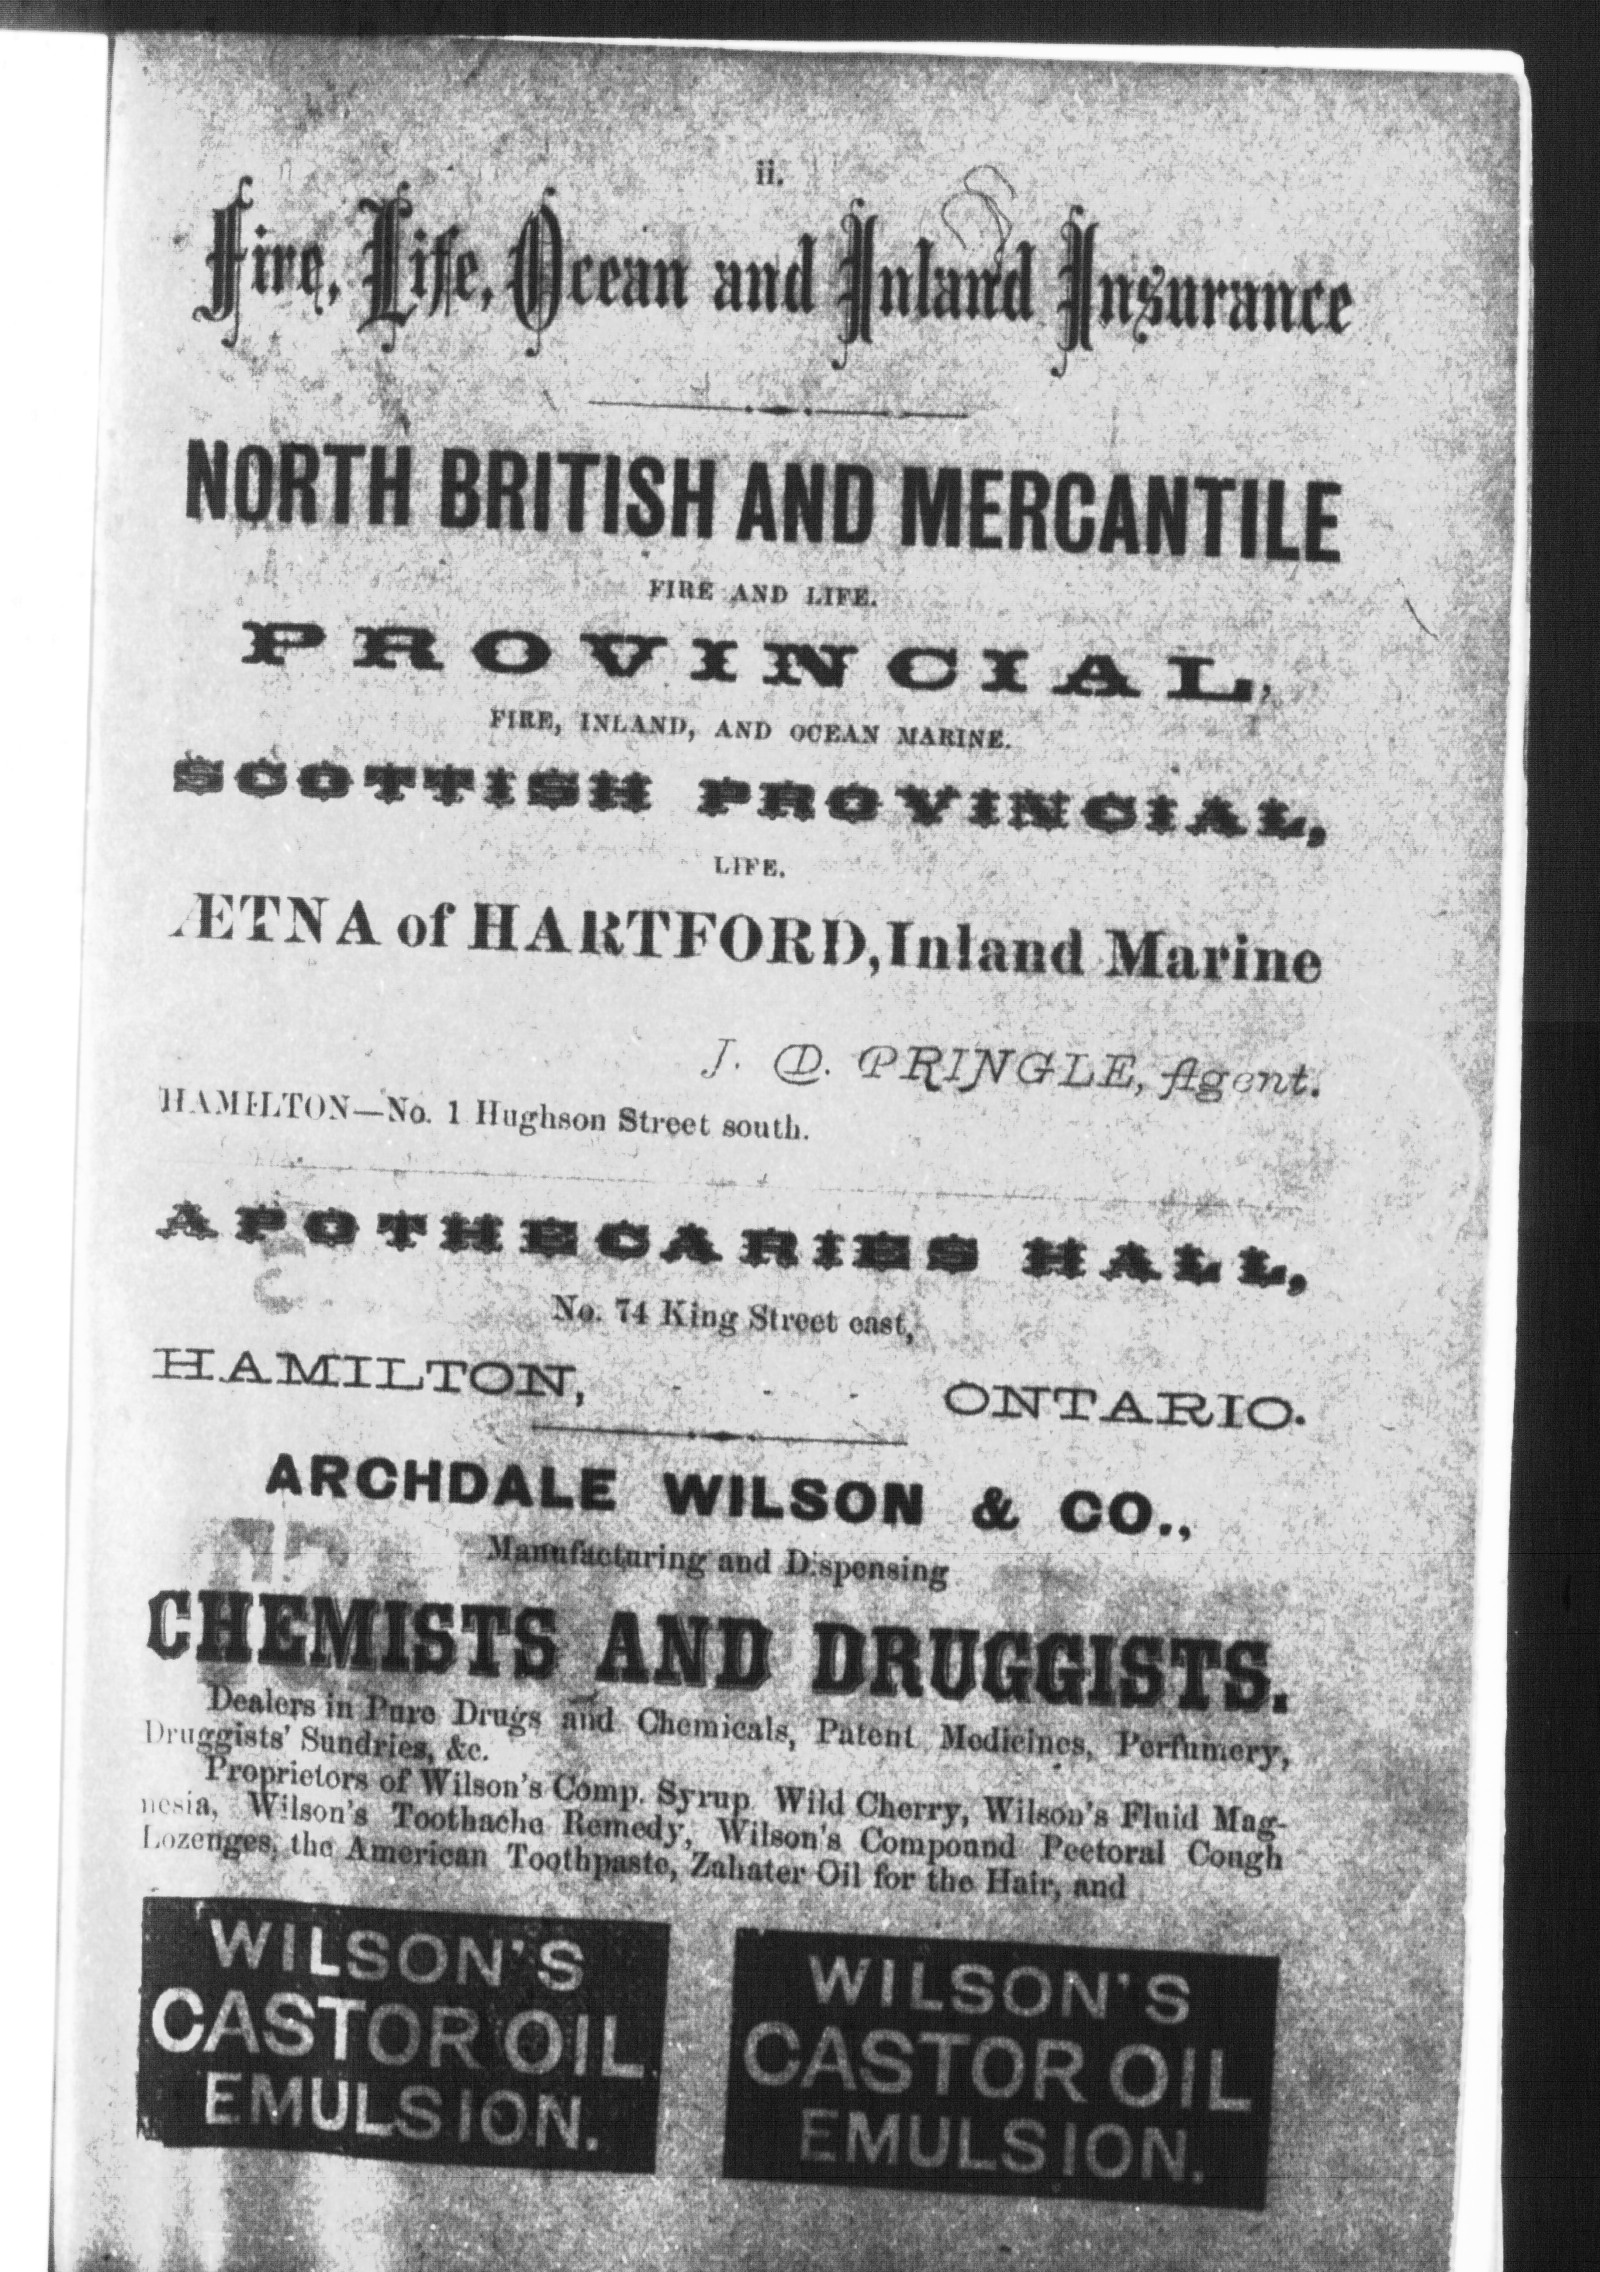 ii.
Fire, Life, Ocean and Inland Insurance
NORTH BRITISH AND MERCANTILE
FIRE AND LIFE.
PROVINCIAL,
FIRE, INLAND, AND OCEAN MARINE.
SCOTTISH PROVINCIAL,
LIFE.
ÆTNA of HARTFORD, Inland Marine
J. D. PRINGLE, Agent.
HAMILTON—No. 1 Hughson Street south.
APOTHECARIES HALL,
No. 74 King Street east,
HAMILTON, - - - ONTARIO.
ARCHDALE WILSON & CO.,
Manufacturing and Dispensing
CHEMISTS AND DRUGGISTS.
Dealers in Pure Drugs and Chemicals, Patent Medicines, Perfumery,
Druggists' Sundries, &c.
Proprietors of Wilson's Comp. Syrup Wild Cherry, Wilson's Fluid Mag-
nesia, Wilson's Toothache Remedy, Wilson's Compound Pectoral Cough
Lozenges, the American Toothpaste, Zahater Oil for the Hair, and
WILSON'S
CASTOR OIL
EMULSION.
WILSON'S
CASTOR OIL
EMULSION.